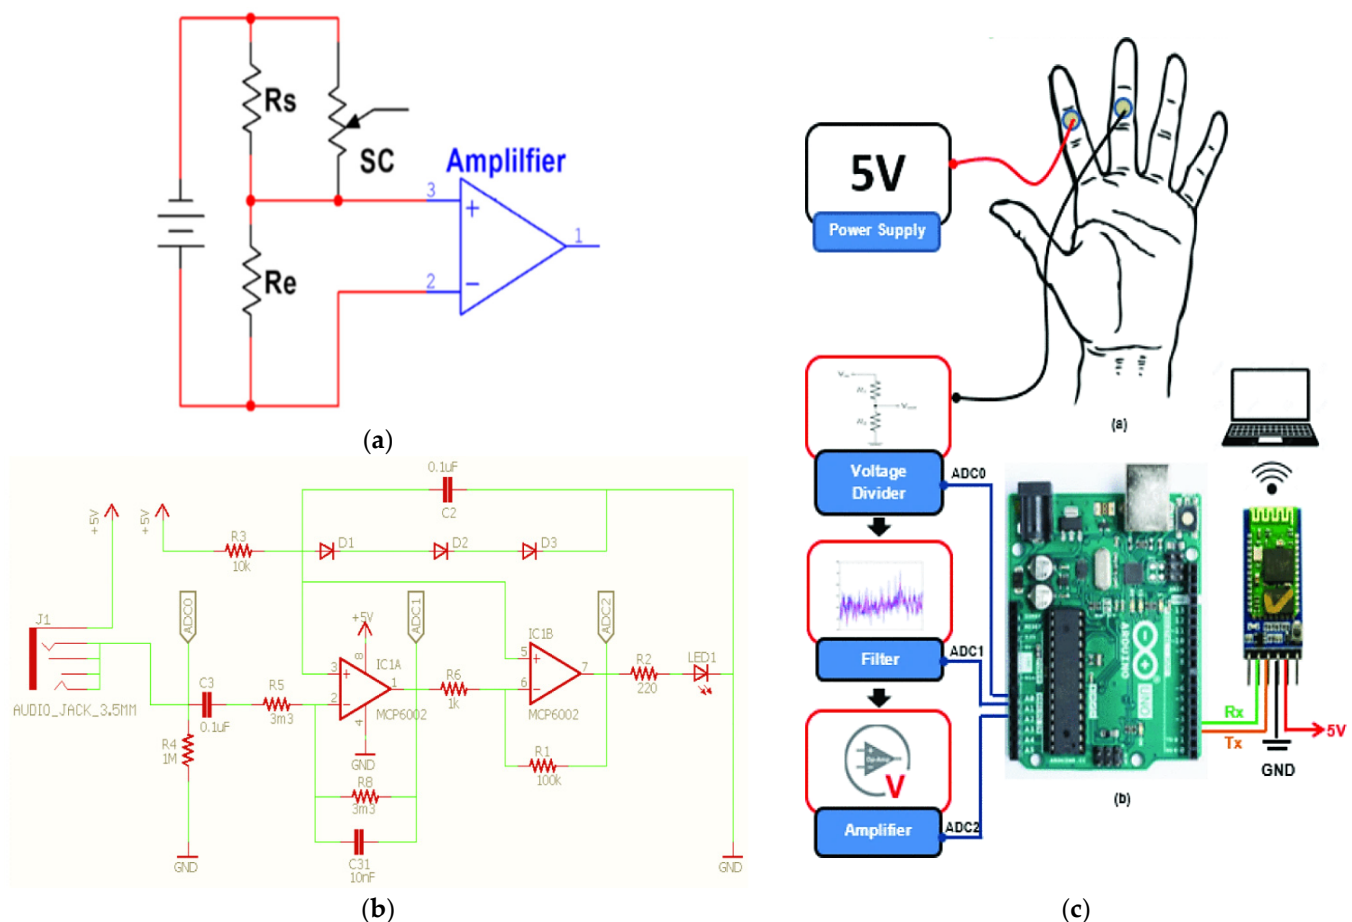 Rs
SC
Amplilfier
3
+
1
2
−
Re
(a)
0.1uF
C2
+5V
+5V
R3
10k
D1
D2
D3
ADC0
ADC1
ADC2
J1
AUDIO_JACK_3.5MM
+5V
8
IC1A
3
+
1
2
−
MCP6002
4
GND
IC1B
5
+
7
6
−
MCP6002
R6
1k
R2
220
LED1
C3
0.1uF
R5
3m3
R4
1M
R1
100k
R8
3m3
C31
10nF
GND
GND
(b)
5V
Power Supply
(a)
Voltage
Divider
ADC0
Filter
ADC1
V
Amplifier
ADC2
ARDUINO
UNO
Rx
Tx
5V
GND
(b)
(c)